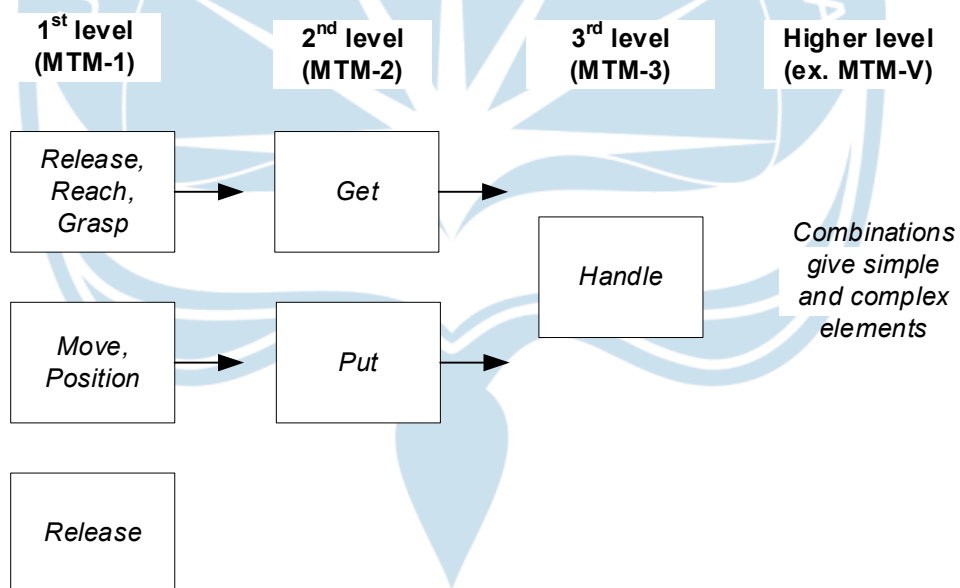 1st level
(MTM-1)
2nd level
(MTM-2)
3rd level
(MTM-3)
Higher level
(ex. MTM-V)
Release,
Reach,
Grasp
Get
Handle
Combinations
give simple
and complex
elements
Move,
Position
Put
Release